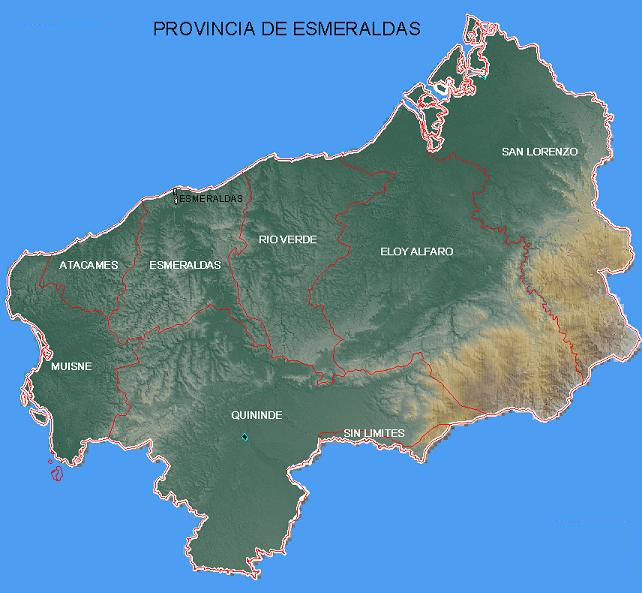 PROVINCIA DE ESMERALDAS
SAN LORENZO
ESMERALDAS
RIO VERDE
ELOY ALFARO
ATACAMES
ESMERALDAS
MUISNE
QUININDE
SIN LIMITES